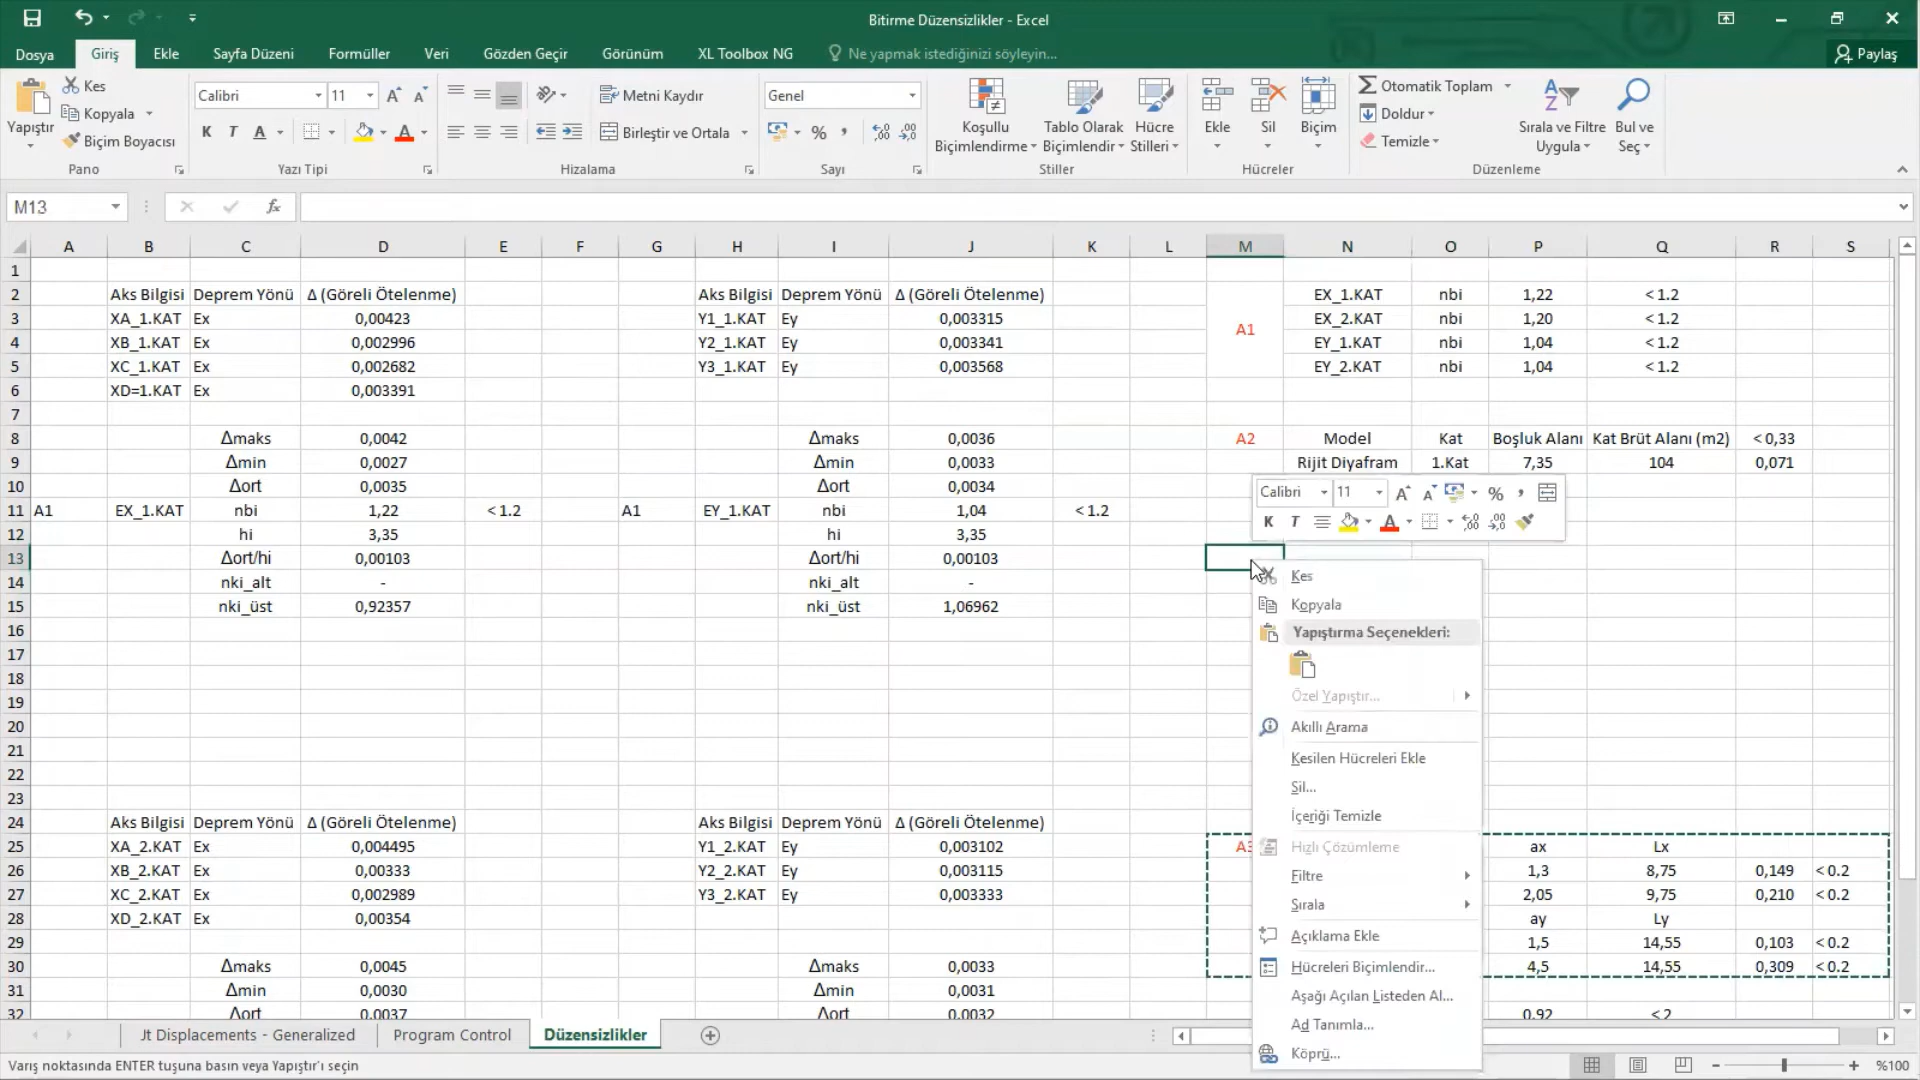 Bitirme Düzensizlikler - Excel
Dosya Giriş Ekle Sayfa Düzeni Formüller Veri Gözden Geçir Görünüm XL Toolbox NG Ne yapmak istediğinizi söyleyin... Paylaş
Yapıştır Kes Kopyala Biçim Boyacısı Pano
Calibri 11 K T A Yazı Tipi
Metni Kaydır Birleştir ve Ortala Hizalama
Genel % Sayı
Koşullu Biçimlendirme Tablo Olarak Biçimlendir Hücre Stilleri Stiller
Ekle Sil Biçim Hücreler
Otomatik Toplam Doldur Temizle Sırala ve Filtre Uygula Bul ve Seç Düzenleme
M13 fx
A B C D E F G H I J K L M N O P Q R S
1
2 Aks Bilgisi Deprem Yönü Δ (Göreli Ötelenme) Aks Bilgisi Deprem Yönü Δ (Göreli Ötelenme) EX_1.KAT nbi 1,22 < 1.2
3 XA_1.KAT Ex 0,00423 Y1_1.KAT Ey 0,003315 EX_2.KAT nbi 1,20 < 1.2
A1
4 XB_1.KAT Ex 0,002996 Y2_1.KAT Ey 0,003341 EY_1.KAT nbi 1,04 < 1.2
5 XC_1.KAT Ex 0,002682 Y3_1.KAT Ey 0,003568 EY_2.KAT nbi 1,04 < 1.2
6 XD=1.KAT Ex 0,003391
7
8 Δmaks 0,0042 Δmaks 0,0036 A2 Model Kat Boşluk Alanı Kat Brüt Alanı (m2) < 0,33
9 Δmin 0,0027 Δmin 0,0033 Rijit Diyafram 1.Kat 7,35 104 0,071
10 Δort 0,0035 Δort 0,0034
11 A1 EX_1.KAT nbi 1,22 < 1.2 A1 EY_1.KAT nbi 1,04 < 1.2
12 hi 3,35 hi 3,35
13 Δort/hi 0,00103 Δort/hi 0,00103
14 nki_alt - nki_alt -
15 nki_üst 0,92357 nki_üst 1,06962
16
17
18
19
20
21
22
23
24 Aks Bilgisi Deprem Yönü Δ (Göreli Ötelenme) Aks Bilgisi Deprem Yönü Δ (Göreli Ötelenme)
25 XA_2.KAT Ex 0,004495 Y1_2.KAT Ey 0,003102 A3 ax Lx
26 XB_2.KAT Ex 0,00333 Y2_2.KAT Ey 0,003115 1,3 8,75 0,149 < 0.2
27 XC_2.KAT Ex 0,002989 Y3_2.KAT Ey 0,003333 2,05 9,75 0,210 < 0.2
28 XD_2.KAT Ex 0,00354 ay Ly
29 1,5 14,55 0,103 < 0.2
30 Δmaks 0,0045 Δmaks 0,0033 4,5 14,55 0,309 < 0.2
31 Δmin 0,0030 Δmin 0,0031
32 Δort 0,0037 Δort 0,0032 0,92 < 2
Calibri 11 %
K T A
Kes
Kopyala
Yapıştırma Seçenekleri:
Özel Yapıştır...
Akıllı Arama
Kesilen Hücreleri Ekle
Sil...
İçeriği Temizle
Hızlı Çözümleme
Filtre
Sırala
Açıklama Ekle
Hücreleri Biçimlendir...
Aşağı Açılan Listeden Al...
Ad Tanımla...
Köprü...
Jt Displacements - Generalized Program Control Düzensizlikler
Varış noktasında ENTER tuşuna basın veya Yapıştır'ı seçin %100